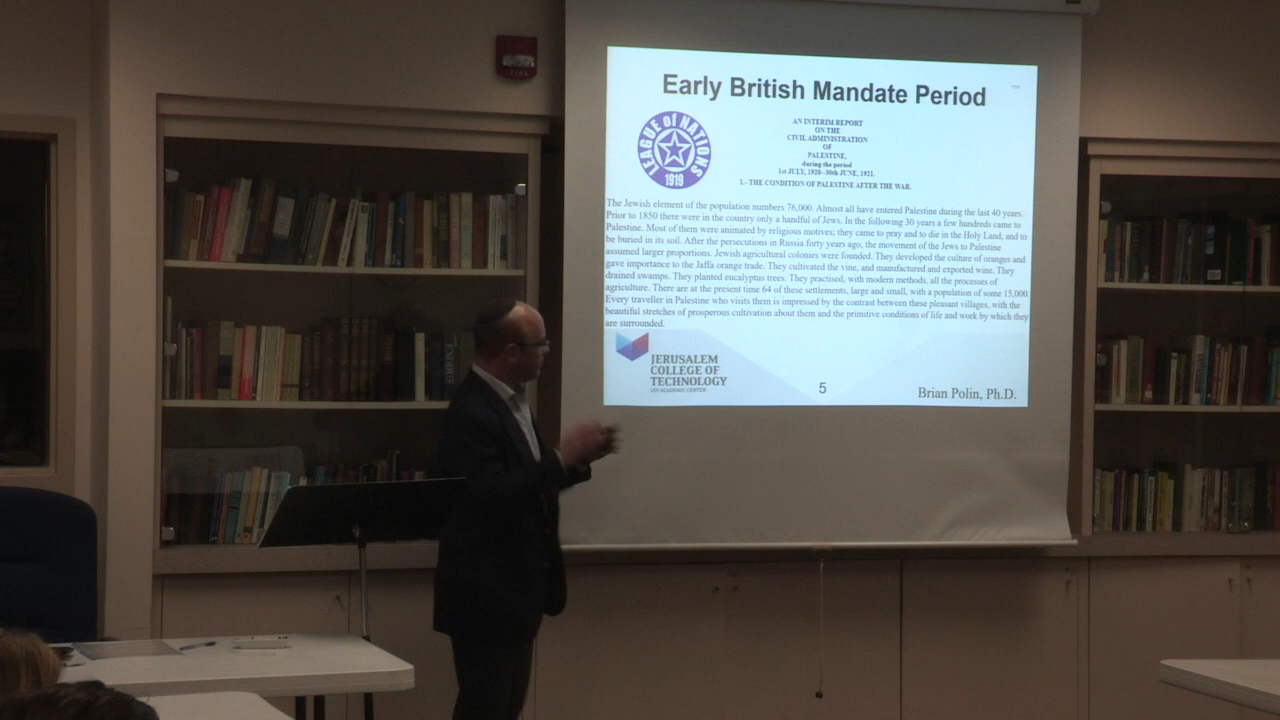 Early British Mandate Period
LEAGUE of NATIONS
1919
AN INTERIM REPORT
ON THE
CIVIL ADMINISTRATION
OF
PALESTINE,
during the period
1st JULY, 1920--30th JUNE, 1921.
I.--THE CONDITION OF PALESTINE AFTER THE WAR.
The Jewish element of the population numbers 76,000. Almost all have entered Palestine during the last 40 years.
Prior to 1850 there were in the country only a handful of Jews. In the following 30 years a few hundreds came to
Palestine. Most of them were animated by religious motives; they came to pray and to die in the Holy Land, and to
be buried in its soil. After the persecutions in Russia forty years ago, the movement of the Jews to Palestine
assumed larger proportions. Jewish agricultural colonies were founded. They developed the culture of oranges and
gave importance to the Jaffa orange trade. They cultivated the vine, and manufactured and exported wine. They
drained swamps. They planted eucalyptus trees. They practised, with modern methods, all the processes of
agriculture. There are at the present time 64 of these settlements, large and small, with a population of some 15,000.
Every traveller in Palestine who visits them is impressed by the contrast between these pleasant villages, with the
beautiful stretches of prosperous cultivation about them and the primitive conditions of life and work by which they
are surrounded.
JERUSALEM
COLLEGE OF
TECHNOLOGY
LEV ACADEMIC CENTER
5
Brian Polin, Ph.D.
FIRE